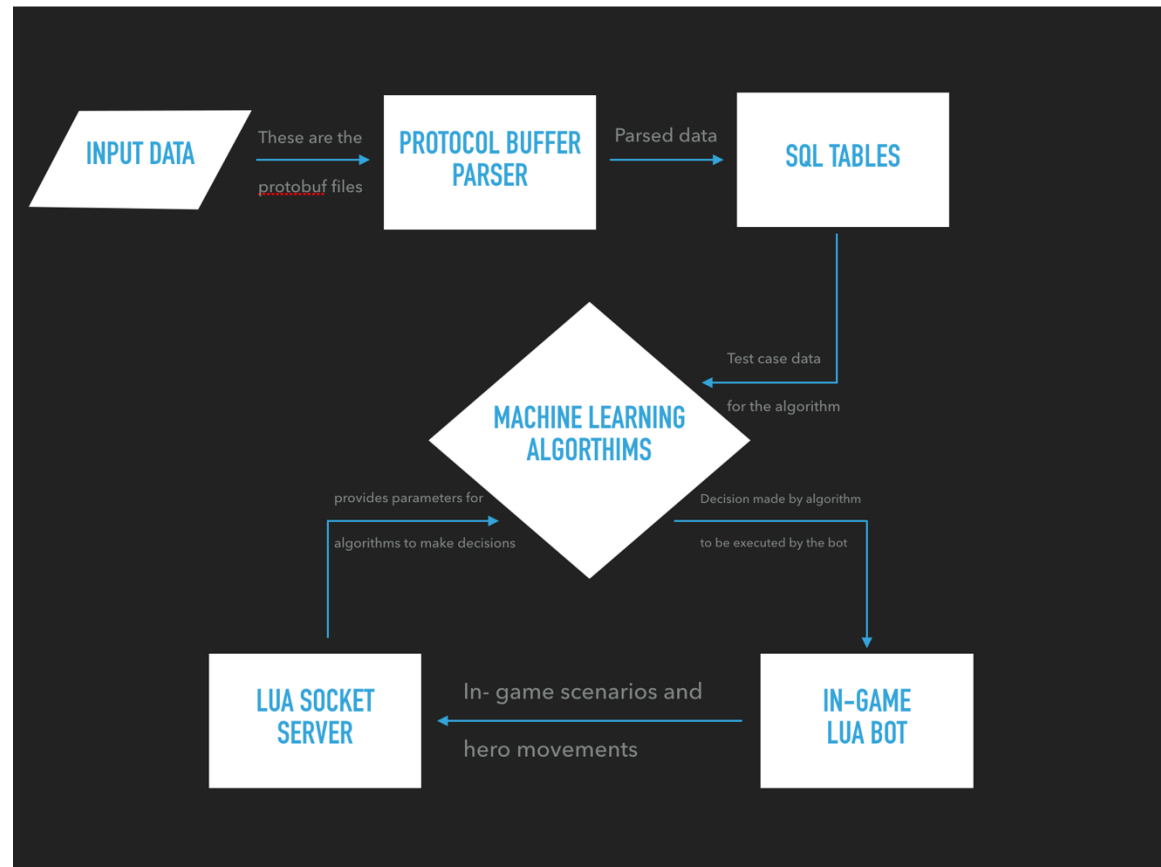 INPUT DATA
These are the
protobuf files
PROTOCOL BUFFER
PARSER
Parsed data
SQL TABLES
Test case data
for the algorithm
MACHINE LEARNING
ALGORTHIMS
provides parameters for
algorithms to make decisions
Decision made by algorithm
to be executed by the bot
LUA SOCKET
SERVER
In- game scenarios and
hero movements
IN-GAME
LUA BOT